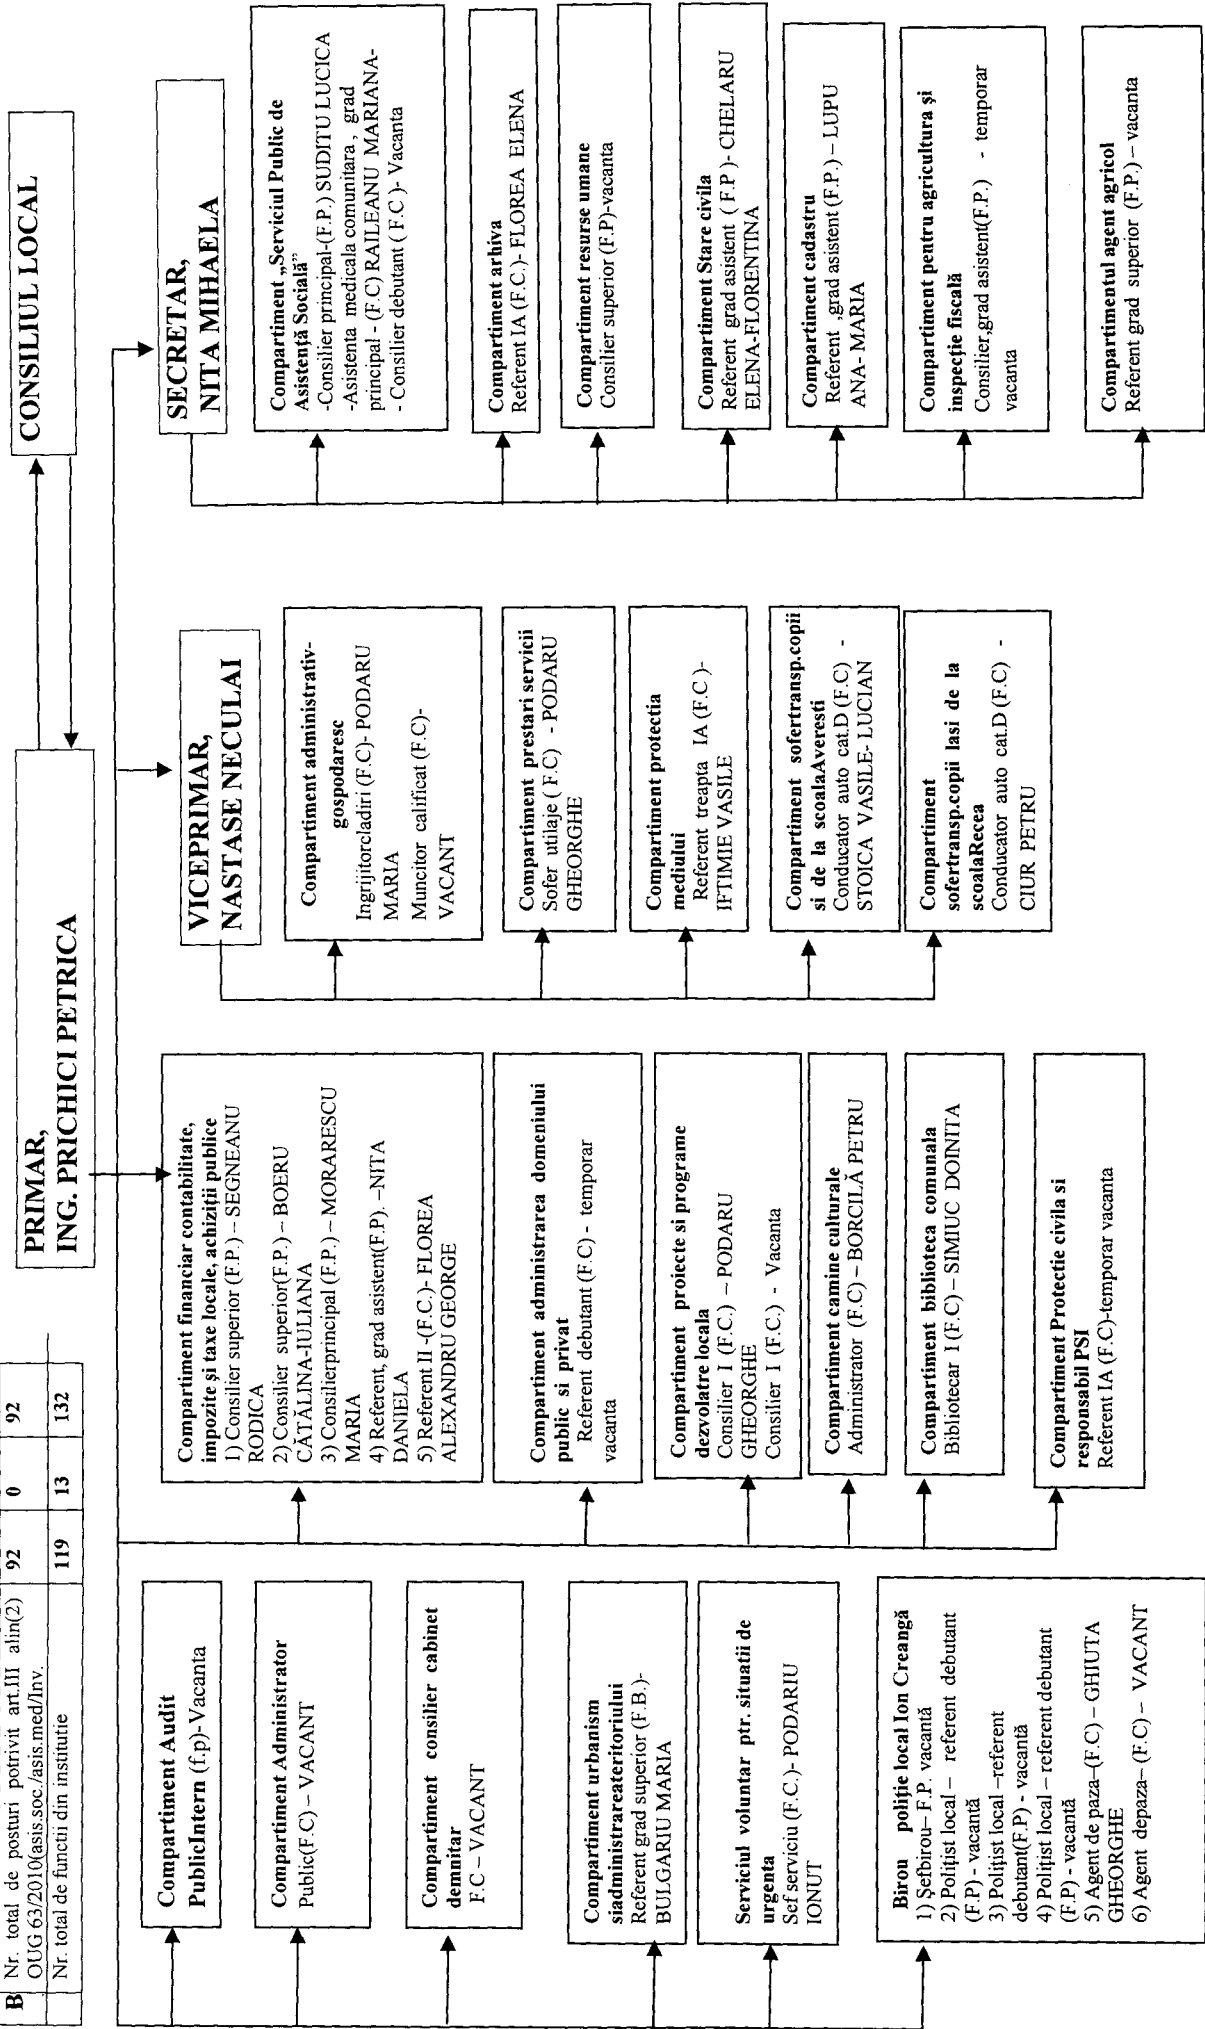 B Nr. total de posturi potrivit art.III alin(2) 92 0 92
OUG 63/2010(asis.soc./asis.med/Inv.
Nr. total de functii din institutie 119 13 132
PRIMAR,
ING. PRICHICI PETRICA
CONSILIUL LOCAL
Compartiment Audit
PublicIntern (f.p)-Vacanta
Compartiment Administrator
Public(F.C) – VACANT
Compartiment consilier cabinet
demnitar
F.C – VACANT
Compartiment urbanism
siadministrareateritoriului
Referent grad superior (F.B.)-
BULGARIU MARIA
Serviciul voluntar ptr. situatii de
urgenta
Sef serviciu (F.C.)- PODARIU
IONUT
Birou poliţie local Ion Creangă
1) Şefbirou– F.P. vacantă
2) Poliţist local – referent debutant
(F.P) - vacantă
3) Poliţist local –referent
debutant(F.P) - vacantă
4) Poliţist local – referent debutant
(F.P) - vacantă
5) Agent de paza–(F.C) – GHIUTA
GHEORGHE
6) Agent depaza– (F.C) – VACANT
Compartiment financiar contabilitate,
impozite şi taxe locale, achiziţii publice
1) Consilier superior (F.P.) – SEGNEANU
RODICA
2) Consilier superior(F.P.) – BOERU
CĂTĂLINA-IULIANA
3) Consilierprincipal (F.P.) – MORARESCU
MARIA
4) Referent, grad asistent(F.P). –NITA
DANIELA
5) Referent II -(F.C.)- FLOREA
ALEXANDRU GEORGE
Compartiment administrarea domeniului
public si privat
Referent debutant (F.C) - temporar
vacanta
Compartiment proiecte si programe
dezvolatre locala
Consilier I (F.C.) – PODARU
GHEORGHE
Consilier I (F.C.) - Vacanta
Compartiment camine culturale
Administrator (F.C) – BORCILĂ PETRU
Compartiment biblioteca comunala
Bibliotecar I (F.C) – SIMIUC DOINITA
Compartiment Protectie civila si
responsabil PSI
Referent IA (F.C)-temporar vacanta
VICEPRIMAR,
NASTASE NECULAI
Compartiment administrativ-
gospodaresc
Ingrijitorcladiri (F.C)- PODARU
MARIA
Muncitor calificat (F.C)-
VACANT
Compartiment prestari servicii
Sofer utilaje ( F.C) - PODARU
GHEORGHE
Compartiment protectia
mediului
Referent treapta IA (F.C )-
IFTIMIE VASILE
Compartiment sofertransp.copii
si de la scoalaAveresti
Conducator auto cat.D (F.C) -
STOICA VASILE- LUCIAN
Compartiment
sofertransp.copii Iasi de la
scoalaRecea
Conducator auto cat.D (F.C) -
CIUR PETRU
SECRETAR,
NITA MIHAELA
Compartiment „Serviciul Public de
Asistenţă Socială”
-Consilier principal-(F.P.) SUDITU LUCICA
-Asistenta medicala comunitara , grad
principal - (F.C) RAILEANU MARIANA-
- Consilier debutant ( F.C )- Vacanta
Compartiment arhiva
Referent IA (F.C.)- FLOREA ELENA
Compartiment resurse umane
Consilier superior (F.P)-vacanta
Compartiment Stare civila
Referent grad asistent ( F.P )- CHELARU
ELENA-FLORENTINA
Compartiment cadastru
Referent ,grad asistent (F.P.) – LUPU
ANA- MARIA
Compartiment pentru agricultura şi
inspecţie fiscală
Consilier,grad asistent(F.P.) - temporar
vacanta
Compartimentul agent agricol
Referent grad superior (F.P.) – vacanta